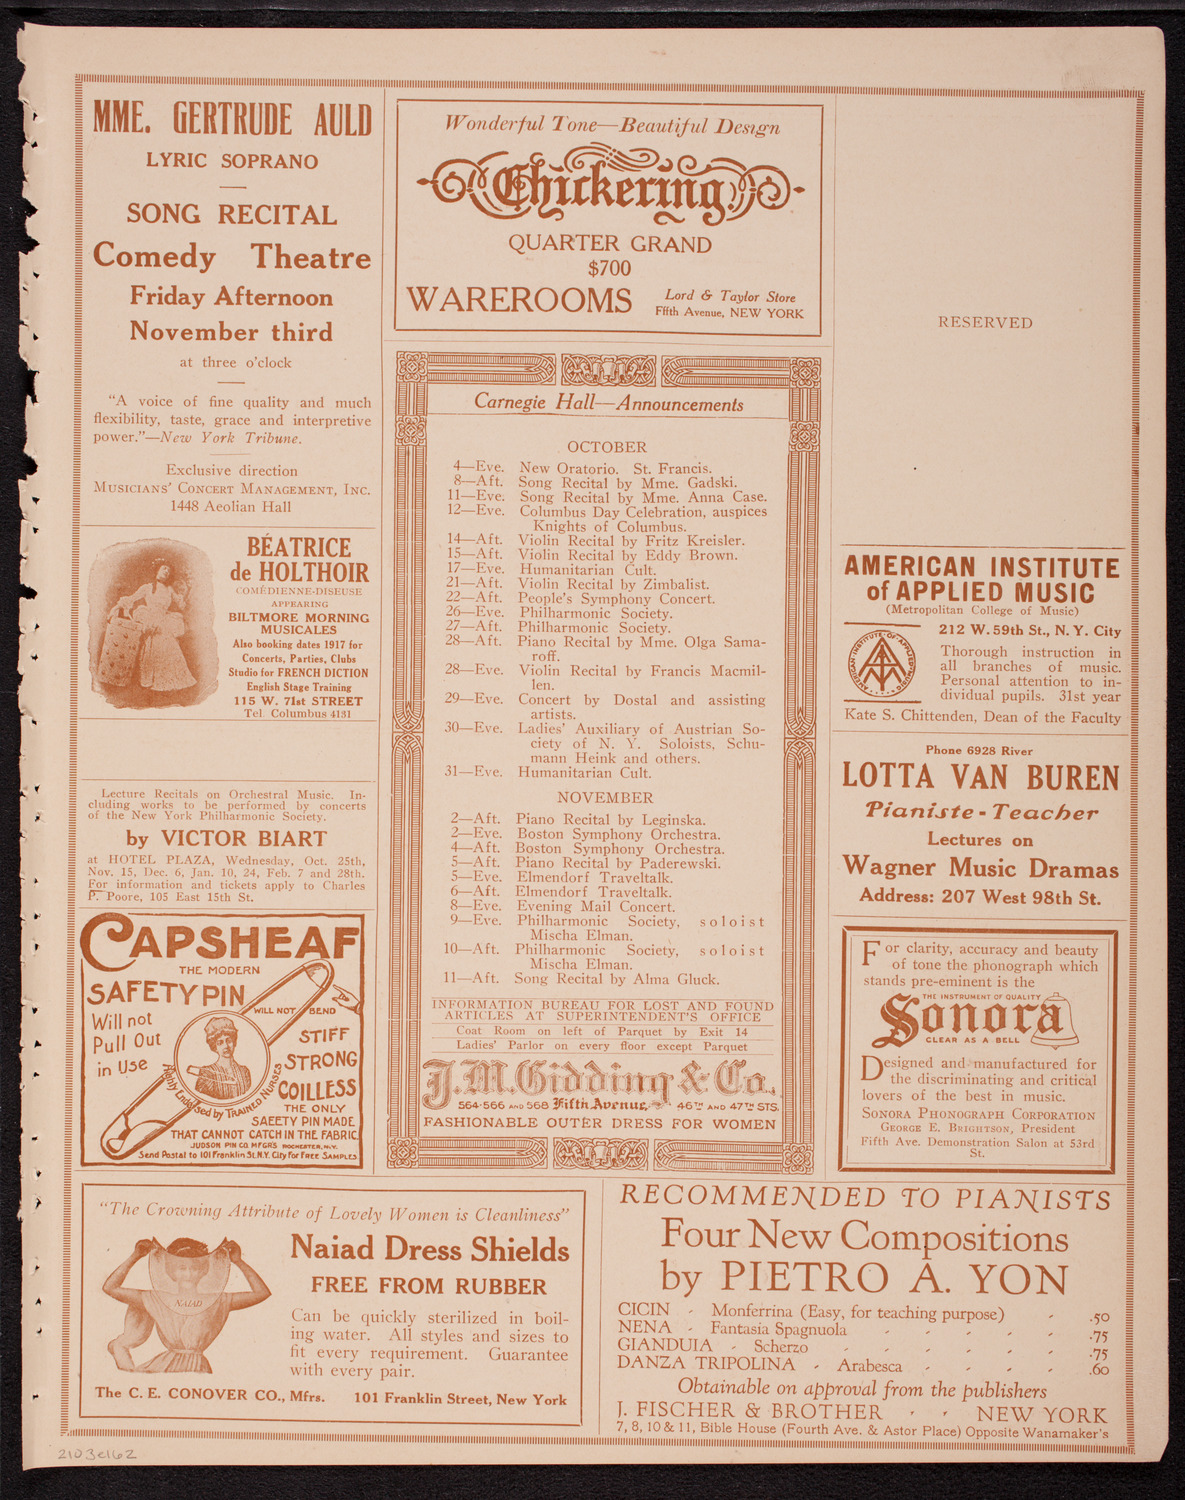 MME. GERTRUDE AULD
LYRIC SOPRANO
SONG RECITAL
Comedy Theatre
Friday Afternoon
November third
at three o'clock
"A voice of fine quality and much
flexibility, taste, grace and interpretive
power."—New York Tribune.
Exclusive direction
MUSICIANS' CONCERT MANAGEMENT, INC.
1448 Aeolian Hall
BÉATRICE
de HOLTHOIR
COMÉDIENNE-DISEUSE
APPEARING
BILTMORE MORNING
MUSICALES
Also booking dates 1917 for
Concerts, Parties, Clubs
Studio for FRENCH DICTION
English Stage Training
115 W. 71st STREET
Tel. Columbus 4131
Lecture Recitals on Orchestral Music. In-
cluding works to be performed by concerts
of the New York Philharmonic Society.
by VICTOR BIART
at HOTEL PLAZA, Wednesday, Oct. 25th,
Nov. 15, Dec. 6, Jan. 10, 24, Feb. 7 and 28th.
For information and tickets apply to Charles
P. Poore, 105 East 15th St.
CAPSHEAF
THE MODERN
SAFETY PIN
WILL NOT BEND
Will not
Pull Out
in Use
STIFF
STRONG
COILLESS
Highly Endorsed by TRAINED NURSES
THE ONLY
SAFETY PIN MADE
THAT CANNOT CATCH IN THE FABRIC.
JUDSON PIN CO. MFGRS. ROCHESTER, N.Y.
Send Postal to 101 Franklin St. N.Y. City For Free SAMPLES
Wonderful Tone—Beautiful Design
Chickering
QUARTER GRAND
$700
WAREROOMS
Lord & Taylor Store
Fifth Avenue, NEW YORK
Carnegie Hall—Announcements
OCTOBER
4—Eve. New Oratorio. St. Francis.
8—Aft. Song Recital by Mme. Gadski.
11—Eve. Song Recital by Mme. Anna Case.
12—Eve. Columbus Day Celebration, auspices
Knights of Columbus.
14—Aft. Violin Recital by Fritz Kreisler.
15—Aft. Violin Recital by Eddy Brown.
17—Eve. Humanitarian Cult.
21—Aft. Violin Recital by Zimbalist.
22—Aft. People's Symphony Concert.
26—Eve. Philharmonic Society.
27—Aft. Philharmonic Society.
28—Aft. Piano Recital by Mme. Olga Sama-
roff.
28—Eve. Violin Recital by Francis Macmil-
len.
29—Eve. Concert by Dostal and assisting
artists.
30—Eve. Ladies' Auxiliary of Austrian So-
ciety of N. Y. Soloists, Schu-
mann Heink and others.
31—Eve. Humanitarian Cult.
NOVEMBER
2—Aft. Piano Recital by Leginska.
2—Eve. Boston Symphony Orchestra.
4—Aft. Boston Symphony Orchestra.
5—Aft. Piano Recital by Paderewski.
5—Eve. Elmendorf Traveltalk.
6—Aft. Elmendorf Traveltalk.
8—Eve. Evening Mail Concert.
9—Eve. Philharmonic Society, soloist
Mischa Elman.
10—Aft. Philharmonic Society, soloist
Mischa Elman.
11—Aft. Song Recital by Alma Gluck.
INFORMATION BUREAU FOR LOST AND FOUND
ARTICLES AT SUPERINTENDENT'S OFFICE
Coat Room on left of Parquet by Exit 14
Ladies' Parlor on every floor except Parquet
J.M. Gidding & Co.
564-566 AND 568 Fifth Avenue 46TH AND 47TH STS.
FASHIONABLE OUTER DRESS FOR WOMEN
RESERVED
AMERICAN INSTITUTE
of APPLIED MUSIC
(Metropolitan College of Music)
AMERICAN·INSTITUTE·OF·APPLIED·MUSIC
212 W. 59th St., N. Y. City
Thorough instruction in
all branches of music.
Personal attention to in-
dividual pupils. 31st year
Kate S. Chittenden, Dean of the Faculty
Phone 6928 River
LOTTA VAN BUREN
Pianiste - Teacher
Lectures on
Wagner Music Dramas
Address: 207 West 98th St.
For clarity, accuracy and beauty
of tone the phonograph which
stands pre-eminent is the
THE INSTRUMENT OF QUALITY
Sonora
CLEAR AS A BELL
Designed and manufactured for
the discriminating and critical
lovers of the best in music.
SONORA PHONOGRAPH CORPORATION
GEORGE E. BRIGHTSON, President
Fifth Ave. Demonstration Salon at 53rd
St.
"The Crowning Attribute of Lovely Women is Cleanliness"
NAIAD
Naiad Dress Shields
FREE FROM RUBBER
Can be quickly sterilized in boil-
ing water. All styles and sizes to
fit every requirement. Guarantee
with every pair.
The C. E. CONOVER CO., Mfrs. 101 Franklin Street, New York
RECOMMENDED TO PIANISTS
Four New Compositions
by PIETRO A. YON
CICIN - Monferrina (Easy, for teaching purpose) - .50
NENA - Fantasia Spagnuola - - - - - .75
GIANDUIA - Scherzo - - - - - - .75
DANZA TRIPOLINA - Arabesca - - - - .60
Obtainable on approval from the publishers
J. FISCHER & BROTHER - - NEW YORK
7, 8, 10 & 11, Bible House (Fourth Ave. & Astor Place) Opposite Wanamaker's
2103e162